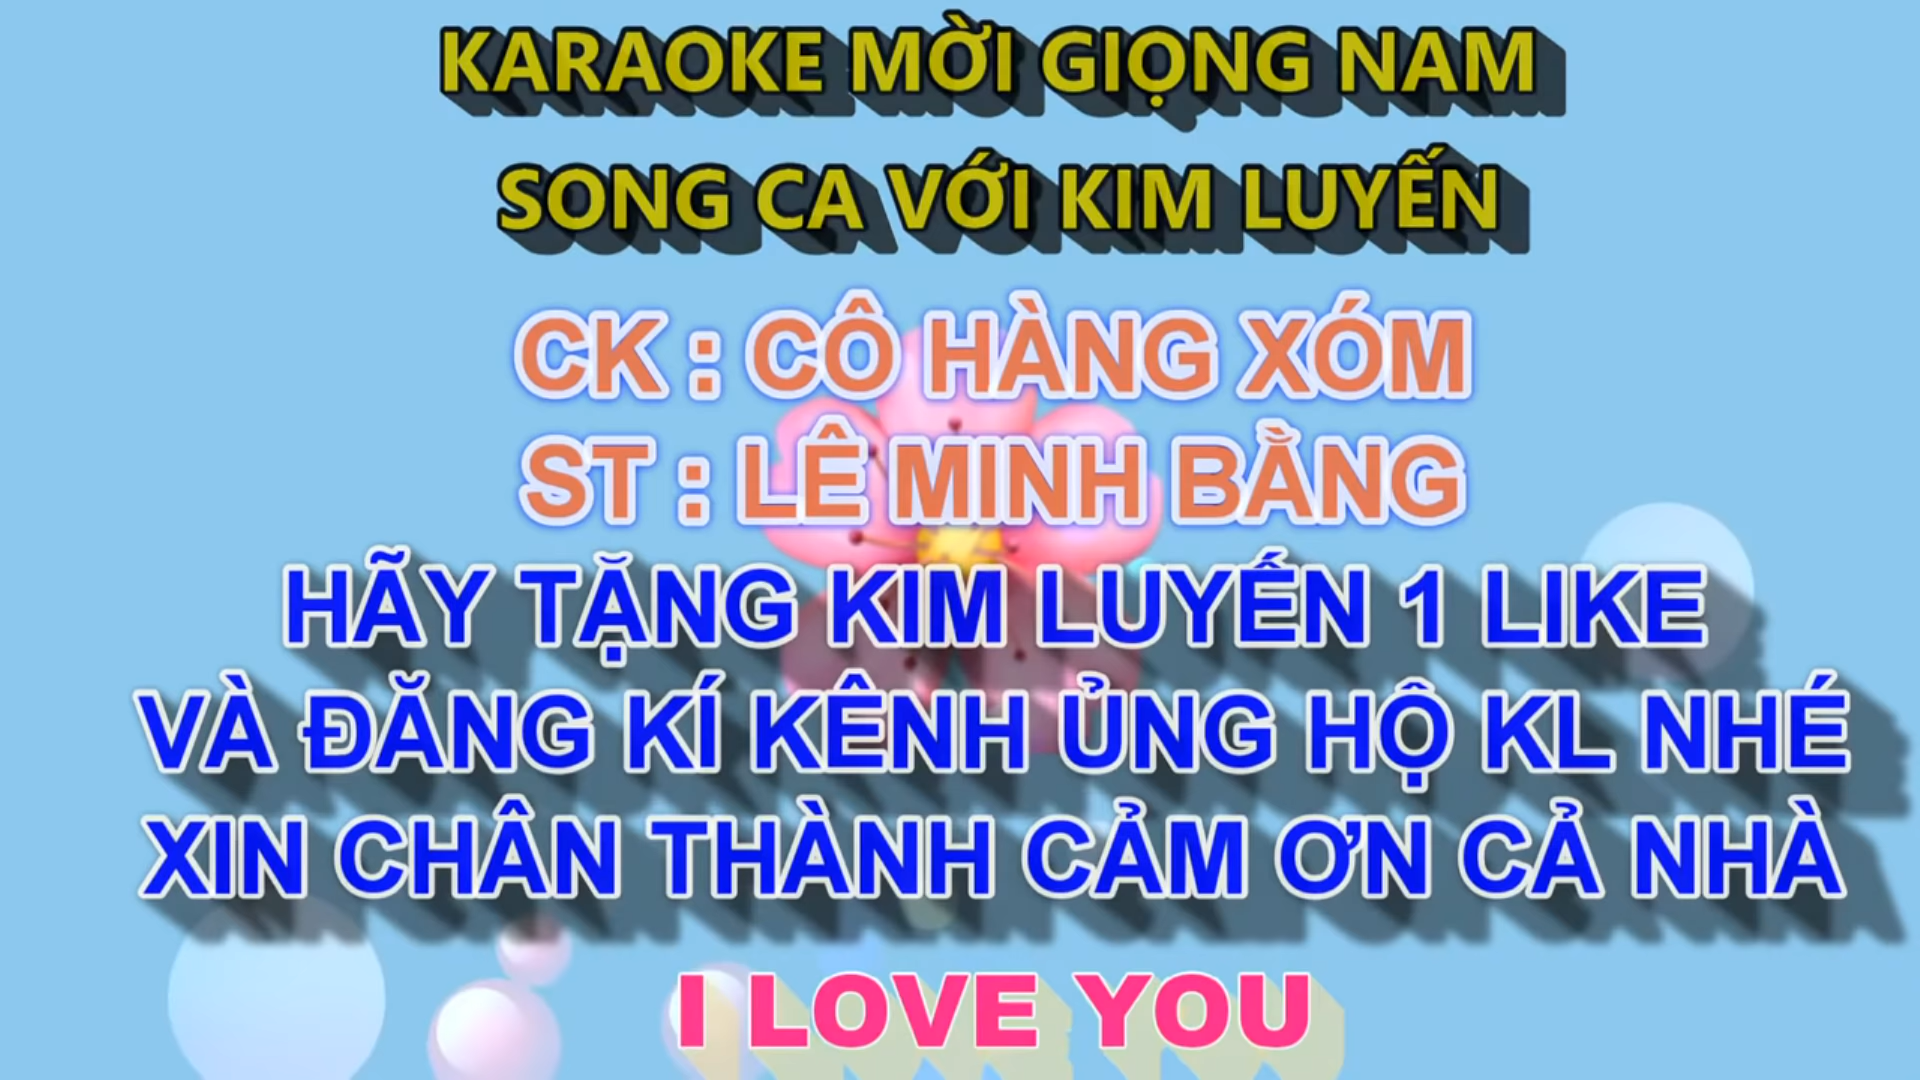 KARAOKE MỜI GIỌNG NAM
SONG CA VỚI KIM LUYẾN
CK : CÔ HÀNG XÓM
ST : LÊ MINH BẰNG
HÃY TẶNG KIM LUYẾN 1 LIKE
VÀ ĐĂNG KÍ KÊNH ỦNG HỘ KL NHÉ
XIN CHÂN THÀNH CẢM ƠN CẢ NHÀ
I LOVE YOU